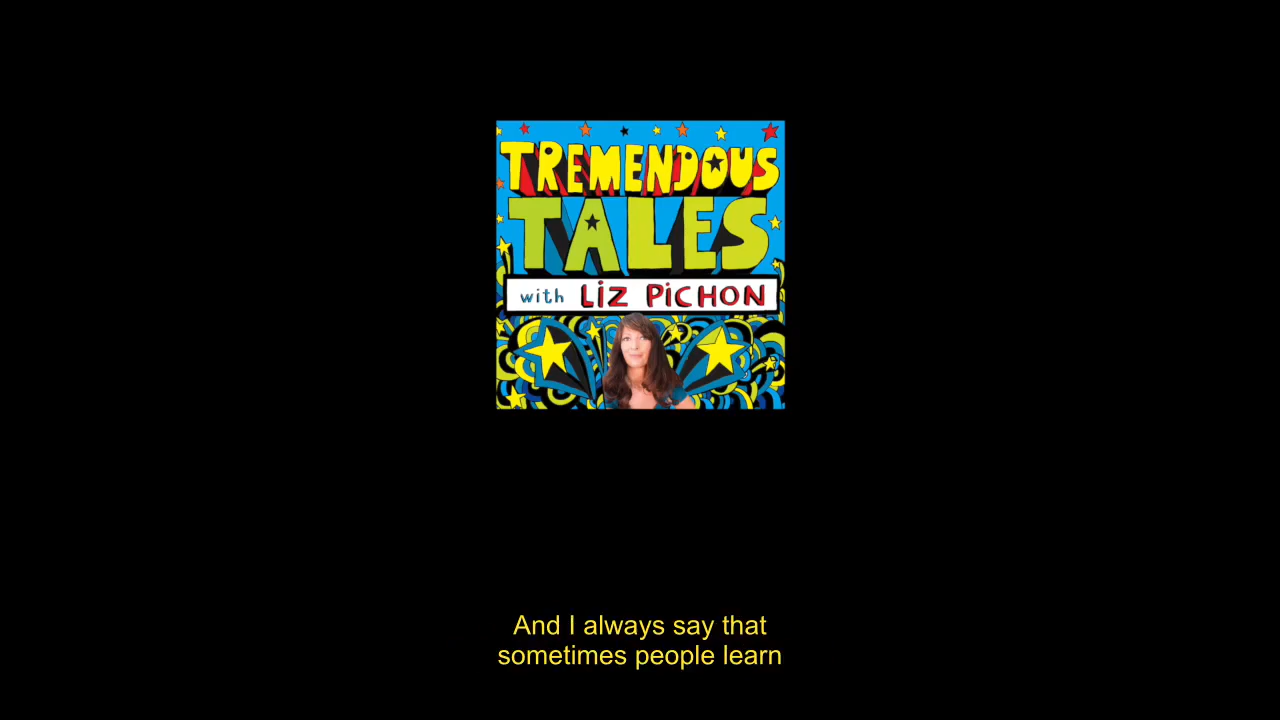 TREMENDOUS
TALES
with LiZ PiCHON
And I always say that
sometimes people learn